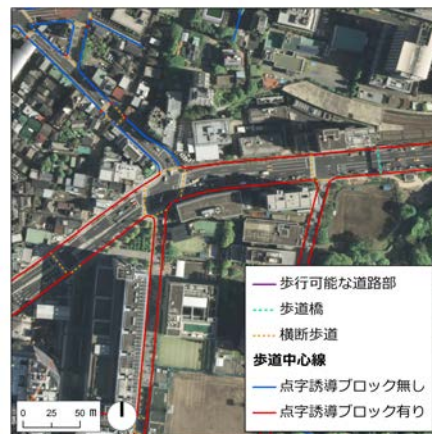 歩行可能な道路部
歩道橋
横断歩道
歩道中心線
点字誘導ブロック無し
点字誘導ブロック有り
0 25 50 m